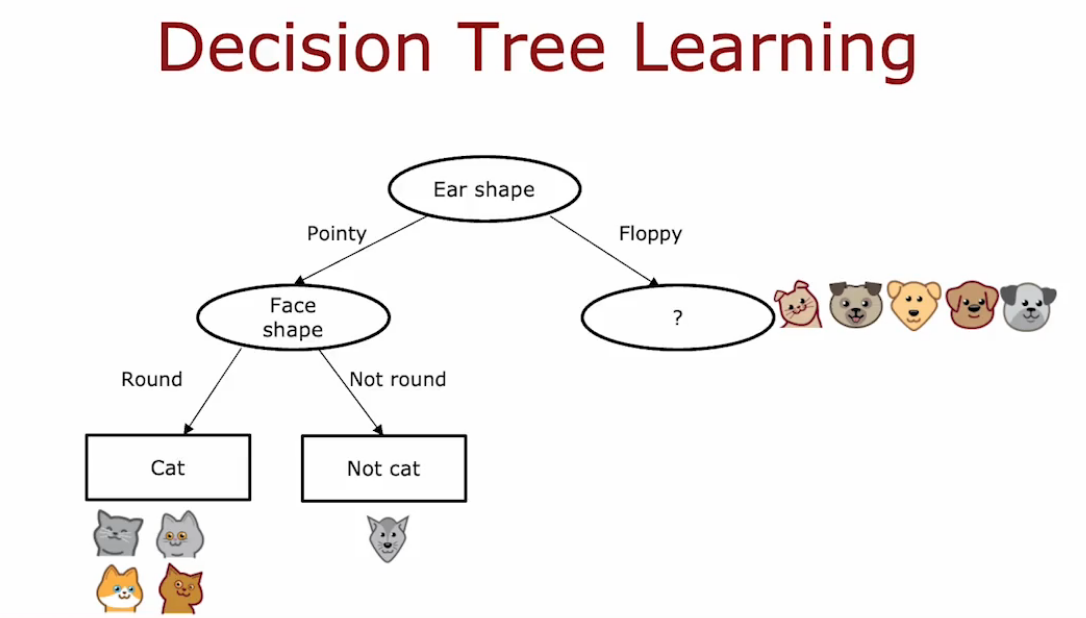 Decision Tree Learning
Ear shape
Pointy
Floppy
Face
shape
?
Round
Not round
Cat
Not cat